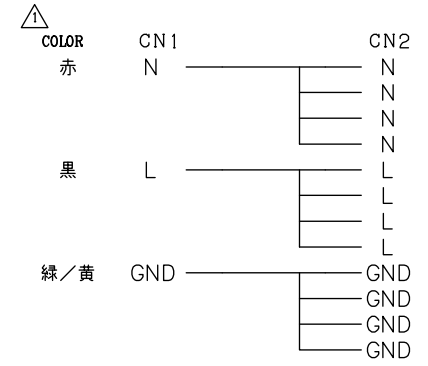 1
COLOR CN1 CN2
赤 N N
N
N
N
黒 L L
L
L
L
緑／黄 GND GND
GND
GND
GND